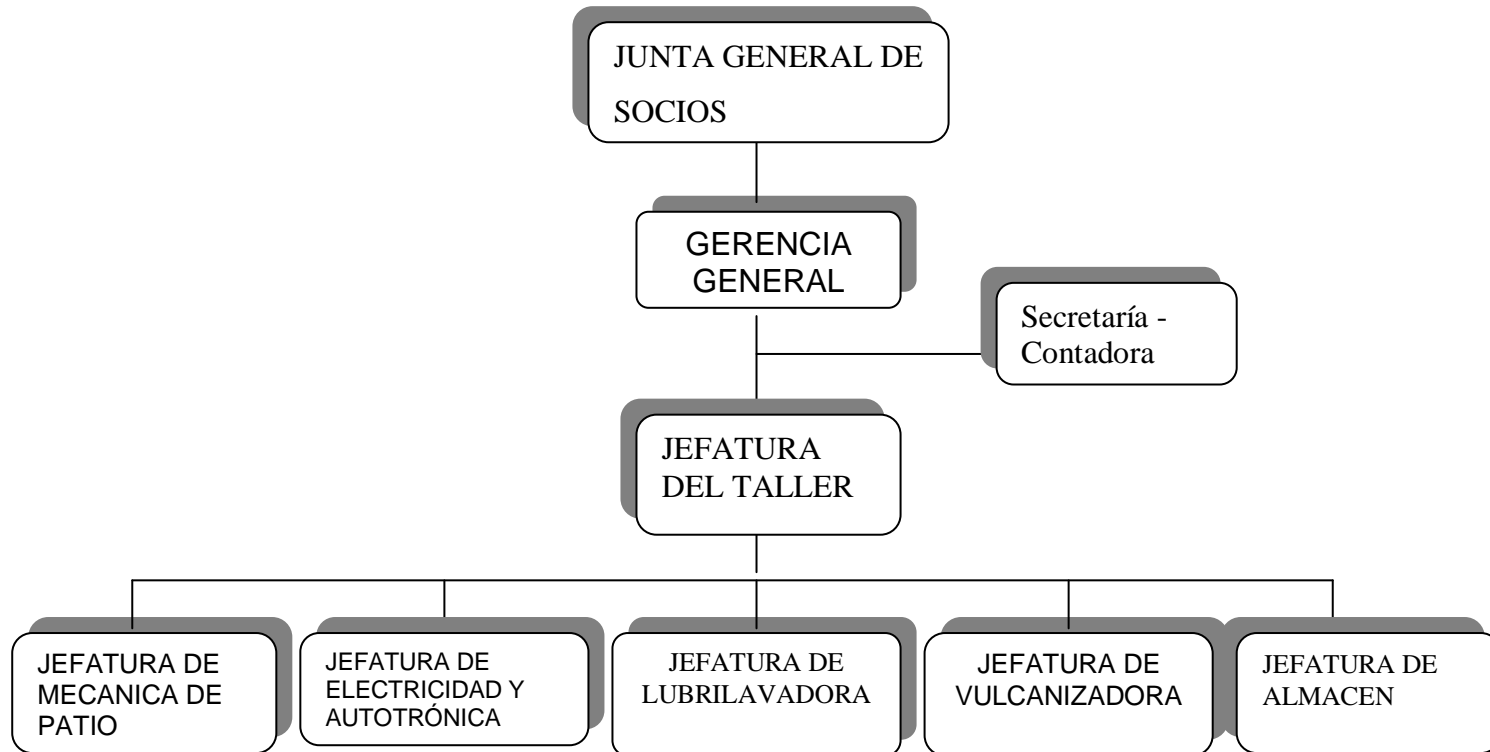 JUNTA GENERAL DE
SOCIOS
GERENCIA
GENERAL
Secretaría -
Contadora
JEFATURA
DEL TALLER
JEFATURA DE
MECANICA DE
PATIO
JEFATURA DE
ELECTRICIDAD Y
AUTOTRÓNICA
JEFATURA DE
LUBRILAVADORA
JEFATURA DE
VULCANIZADORA
JEFATURA DE
ALMACEN